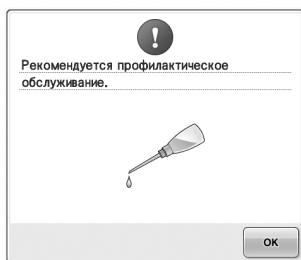 Рекомендуется профилактическое
обслуживание.
OK